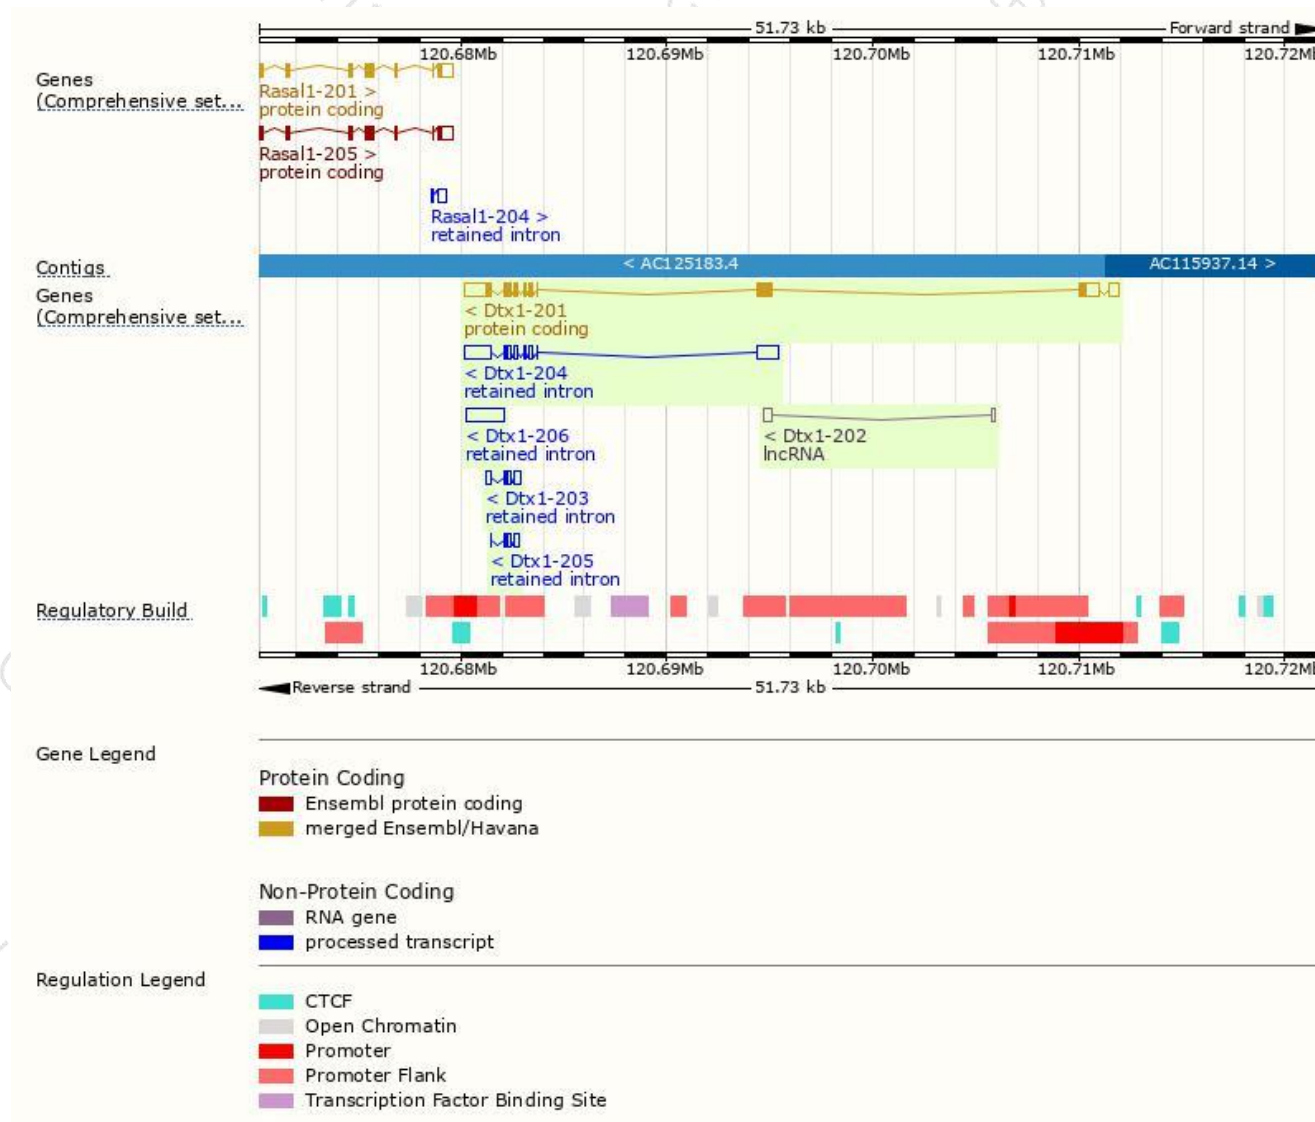 51.73 kb
Forward strand
120.68Mb 120.69Mb 120.70Mb 120.71Mb 120.72Mb
Genes
(Comprehensive set...
Rasal1-201 >
protein coding
Rasal1-205 >
protein coding
Rasal1-204 >
retained intron
Contigs
< AC125183.4
AC115937.14 >
Genes
(Comprehensive set...
< Dtx1-201
protein coding
< Dtx1-204
retained intron
< Dtx1-206
retained intron
< Dtx1-202
lncRNA
< Dtx1-203
retained intron
< Dtx1-205
retained intron
Regulatory Build
120.68Mb 120.69Mb 120.70Mb 120.71Mb 120.72Mb
Reverse strand
51.73 kb
Gene Legend
Protein Coding
Ensembl protein coding
merged Ensembl/Havana
Non-Protein Coding
RNA gene
processed transcript
Regulation Legend
CTCF
Open Chromatin
Promoter
Promoter Flank
Transcription Factor Binding Site